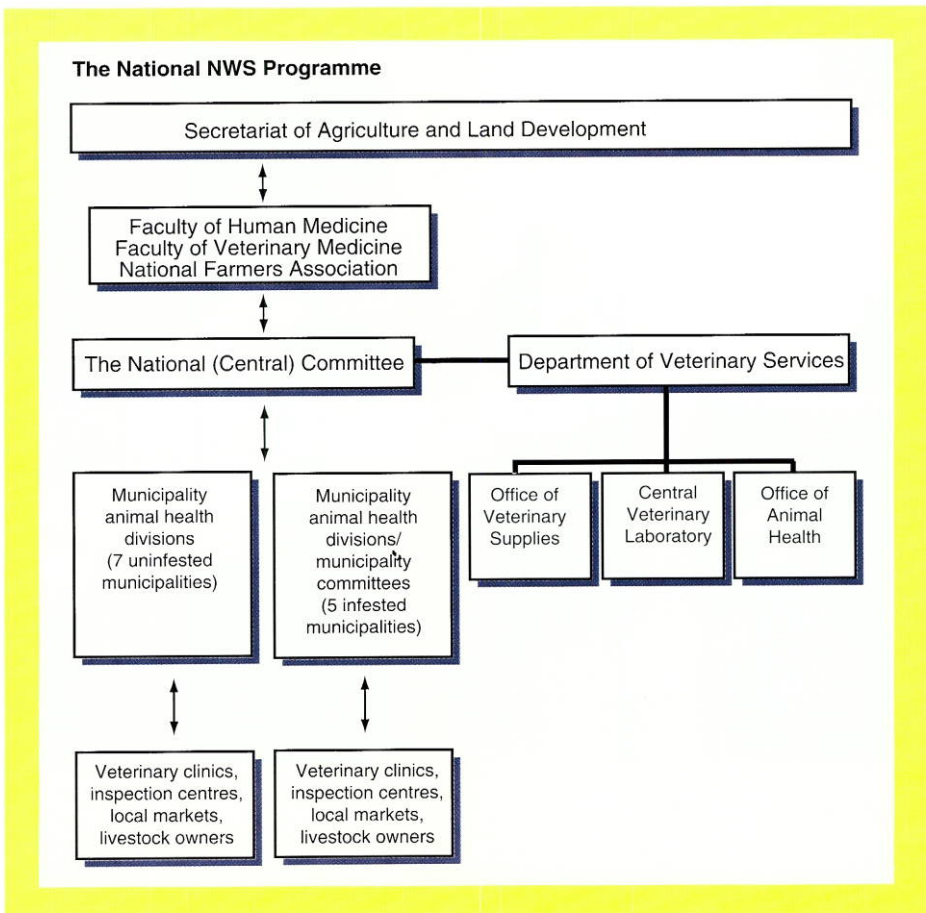 The National NWS Programme
Secretariat of Agriculture and Land Development
Faculty of Human Medicine
Faculty of Veterinary Medicine
National Farmers Association
The National (Central) Committee
Department of Veterinary Services
Municipality
animal health
divisions
(7 uninfested
municipalities)
Municipality
animal health
divisions/
municipality
committees
(5 infested
municipalities)
Office of
Veterinary
Supplies
Central
Veterinary
Laboratory
Office of
Animal
Health
Veterinary clinics,
inspection centres,
local markets,
livestock owners
Veterinary clinics,
inspection centres,
local markets,
livestock owners